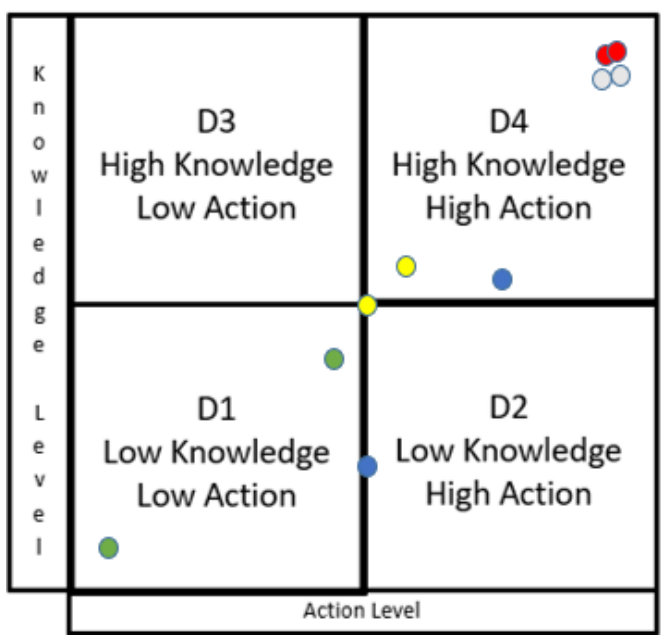 Knowledge Level
D3
High Knowledge
Low Action
D4
High Knowledge
High Action
D1
Low Knowledge
Low Action
D2
Low Knowledge
High Action
Action Level